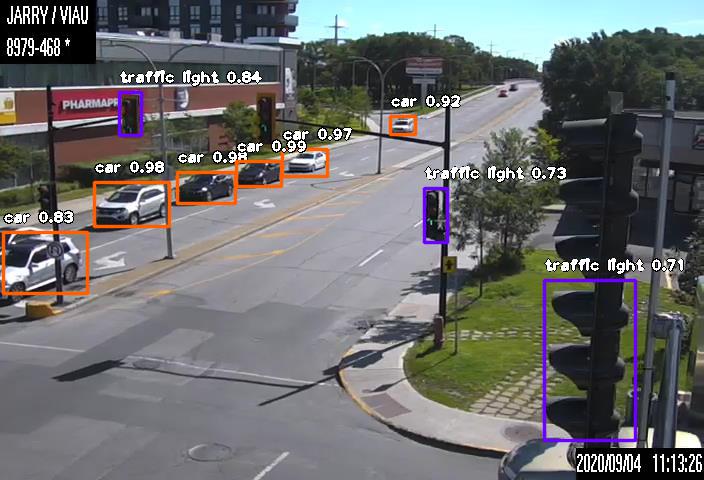 JARRY / VIAU
8979-468 *
traffic light 0.84
PHARMAPR
car 0.92
car 0.97
car 0.99
car 0.98
car 0.98
traffic light 0.73
car 0.83
traffic light 0.71
2020/09/04 11:13:26